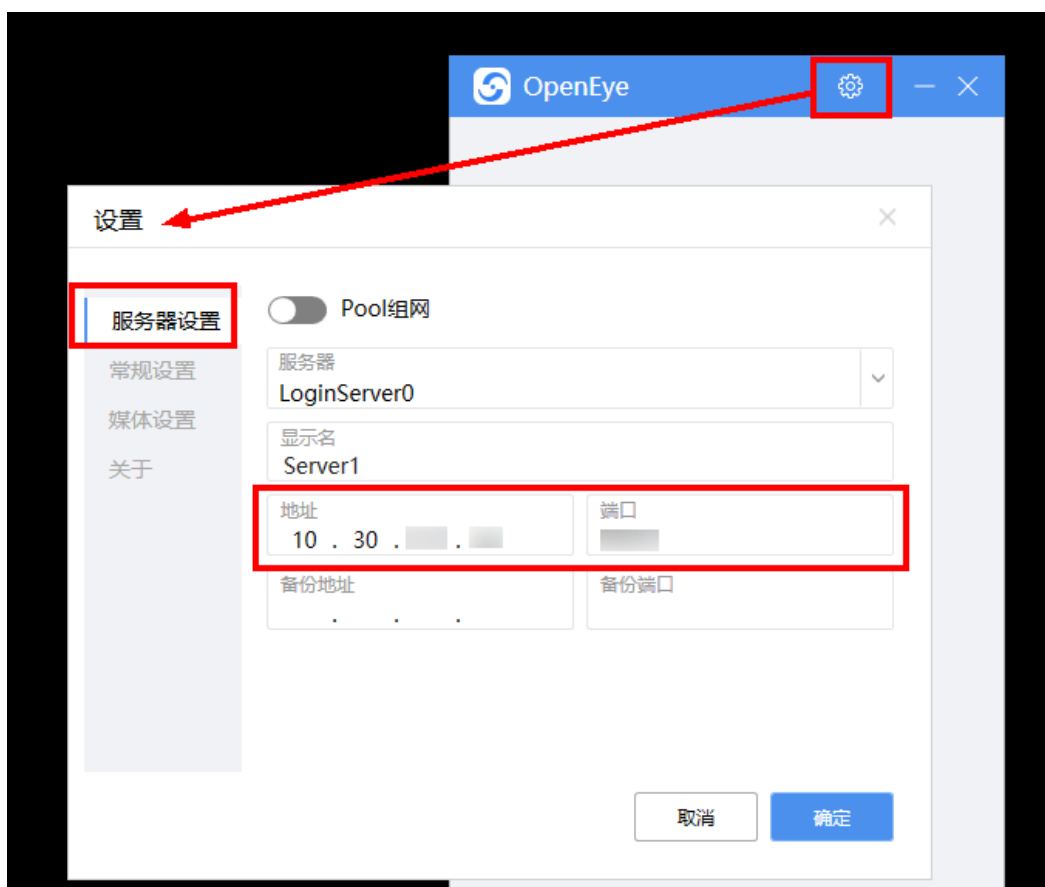 OpenEye
设置
服务器设置
常规设置
媒体设置
关于
Pool组网
服务器
LoginServer0
显示名
Server1
地址 端口
10 . 30 . .
备份地址 备份端口
. . .
取消 确定